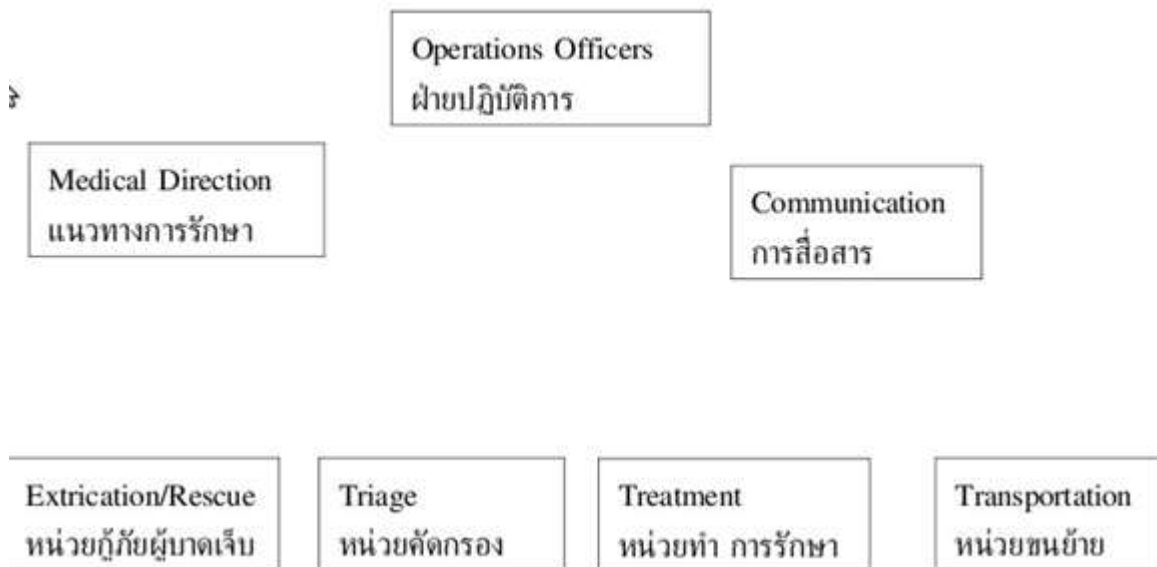 Operations Officers
ฝ่ายปฏิบัติการ
Medical Direction
แนวทางการรักษา
Communication
การสื่อสาร
Extrication/Rescue
หน่วยกู้ภัยผู้บาดเจ็บ
Triage
หน่วยคัดกรอง
Treatment
หน่วยทำ การรักษา
Transportation
หน่วยขนย้าย